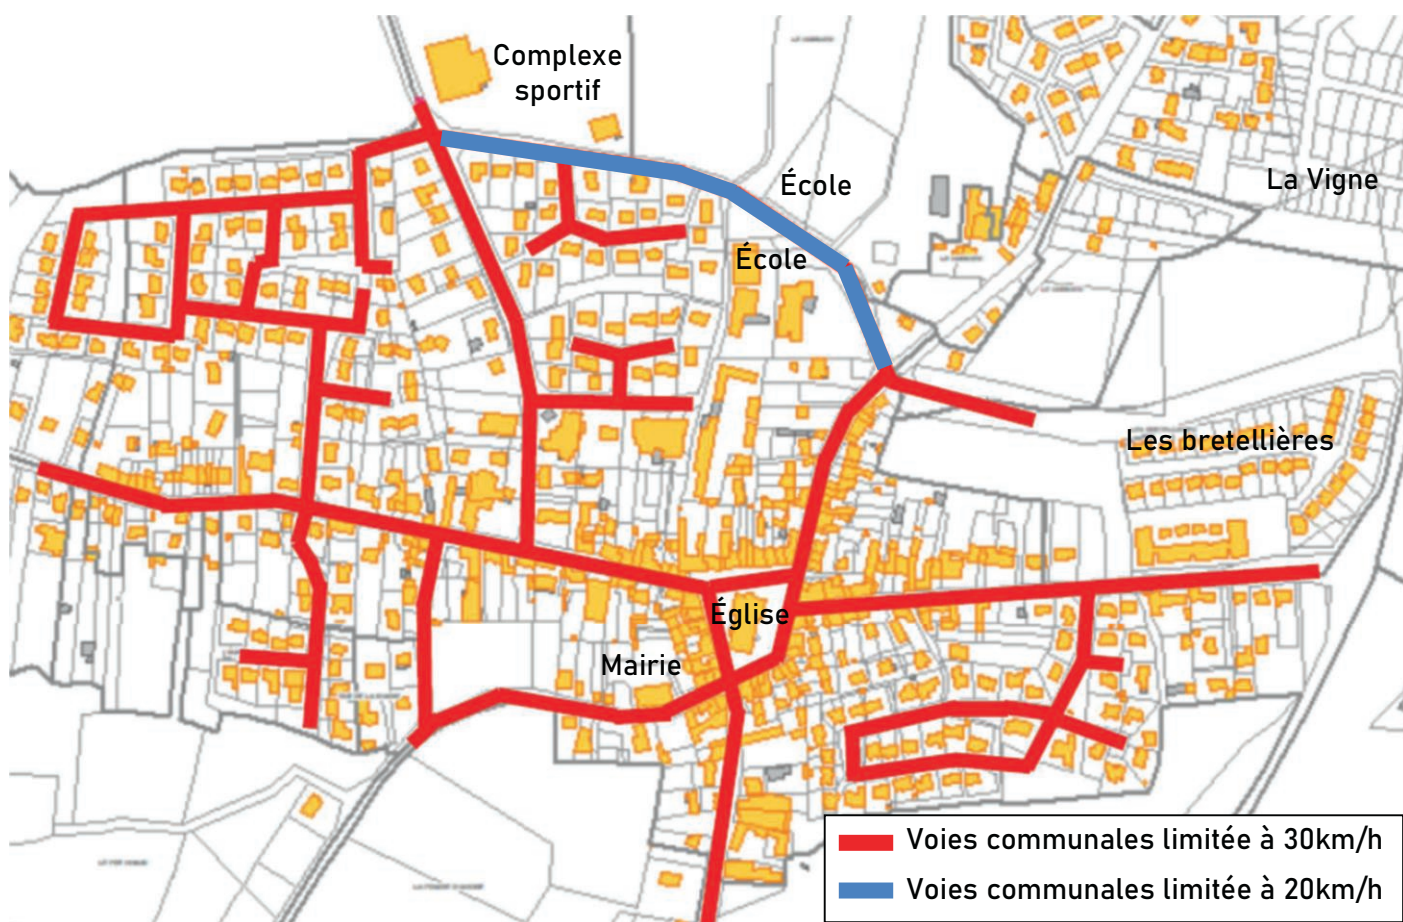 Complexe
sportif
École
La Vigne
École
Les bretellières
Église
Mairie
Voies communales limitée à 30km/h
Voies communales limitée à 20km/h